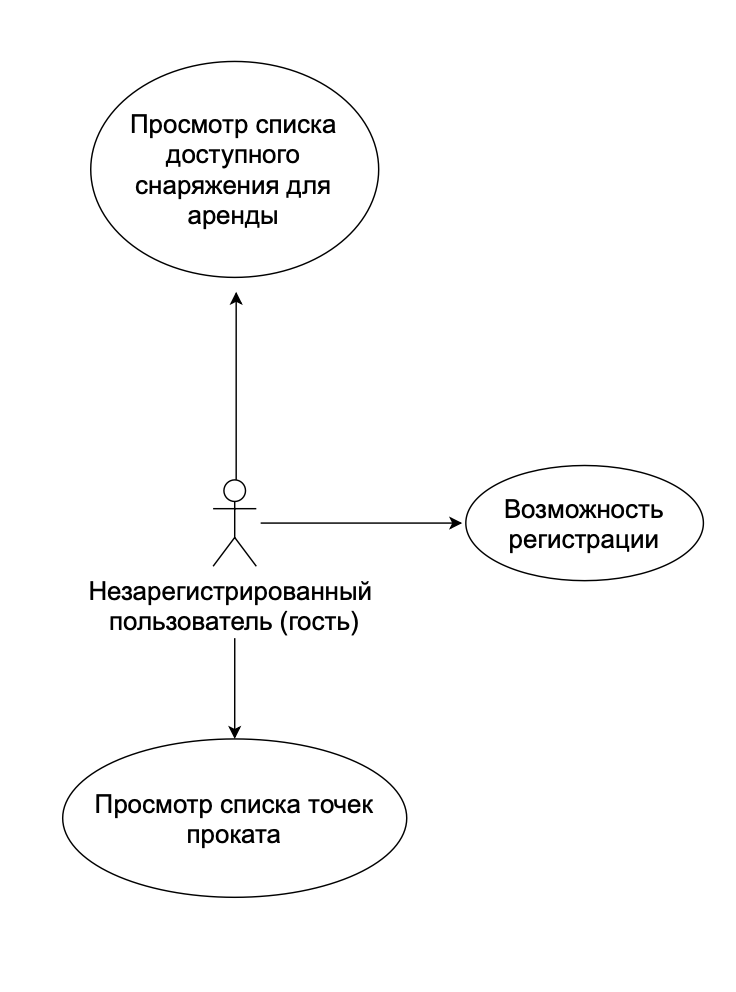 Просмотр списка
доступного
снаряжения для
аренды
Возможность
регистрации
Незарегистрированный
пользователь (гость)
Просмотр списка точек
проката